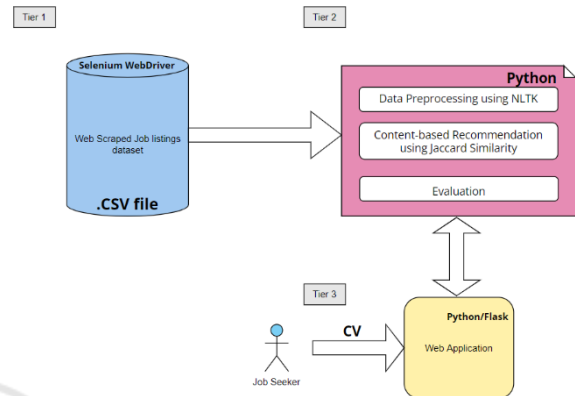 Tier 1
Tier 2
Selenium WebDriver
Web Scraped Job listings
dataset
.CSV file
Python
Data Preprocessing using NLTK
Content-based Recommendation
using Jaccard Similarity
Evaluation
Tier 3
CV
Job Seeker
Python/Flask
Web Application